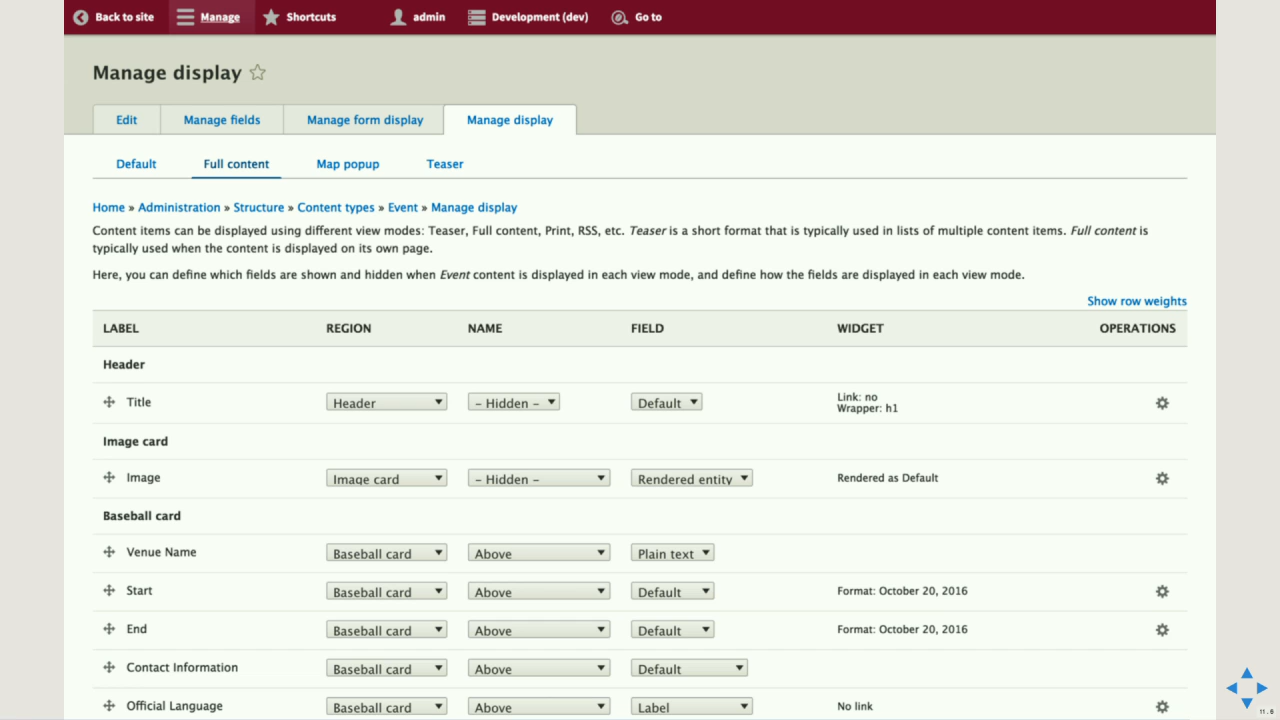 Back to site Manage Shortcuts admin Development (dev) Go to
Manage display
Edit Manage fields Manage form display Manage display
Default Full content Map popup Teaser
Home » Administration » Structure » Content types » Event » Manage display
Content items can be displayed using different view modes: Teaser, Full content, Print, RSS, etc. Teaser is a short format that is typically used in lists of multiple content items. Full content is
typically used when the content is displayed on its own page.
Here, you can define which fields are shown and hidden when Event content is displayed in each view mode, and define how the fields are displayed in each view mode.
Show row weights
LABEL REGION NAME FIELD WIDGET OPERATIONS
Header
Title Header - Hidden - Default Link: no
Wrapper: h1
Image card
Image Image card - Hidden - Rendered entity Rendered as Default
Baseball card
Venue Name Baseball card Above Plain text
Start Baseball card Above Default Format: October 20, 2016
End Baseball card Above Default Format: October 20, 2016
Contact Information Baseball card Above Default
Official Language Baseball card Above Label No link